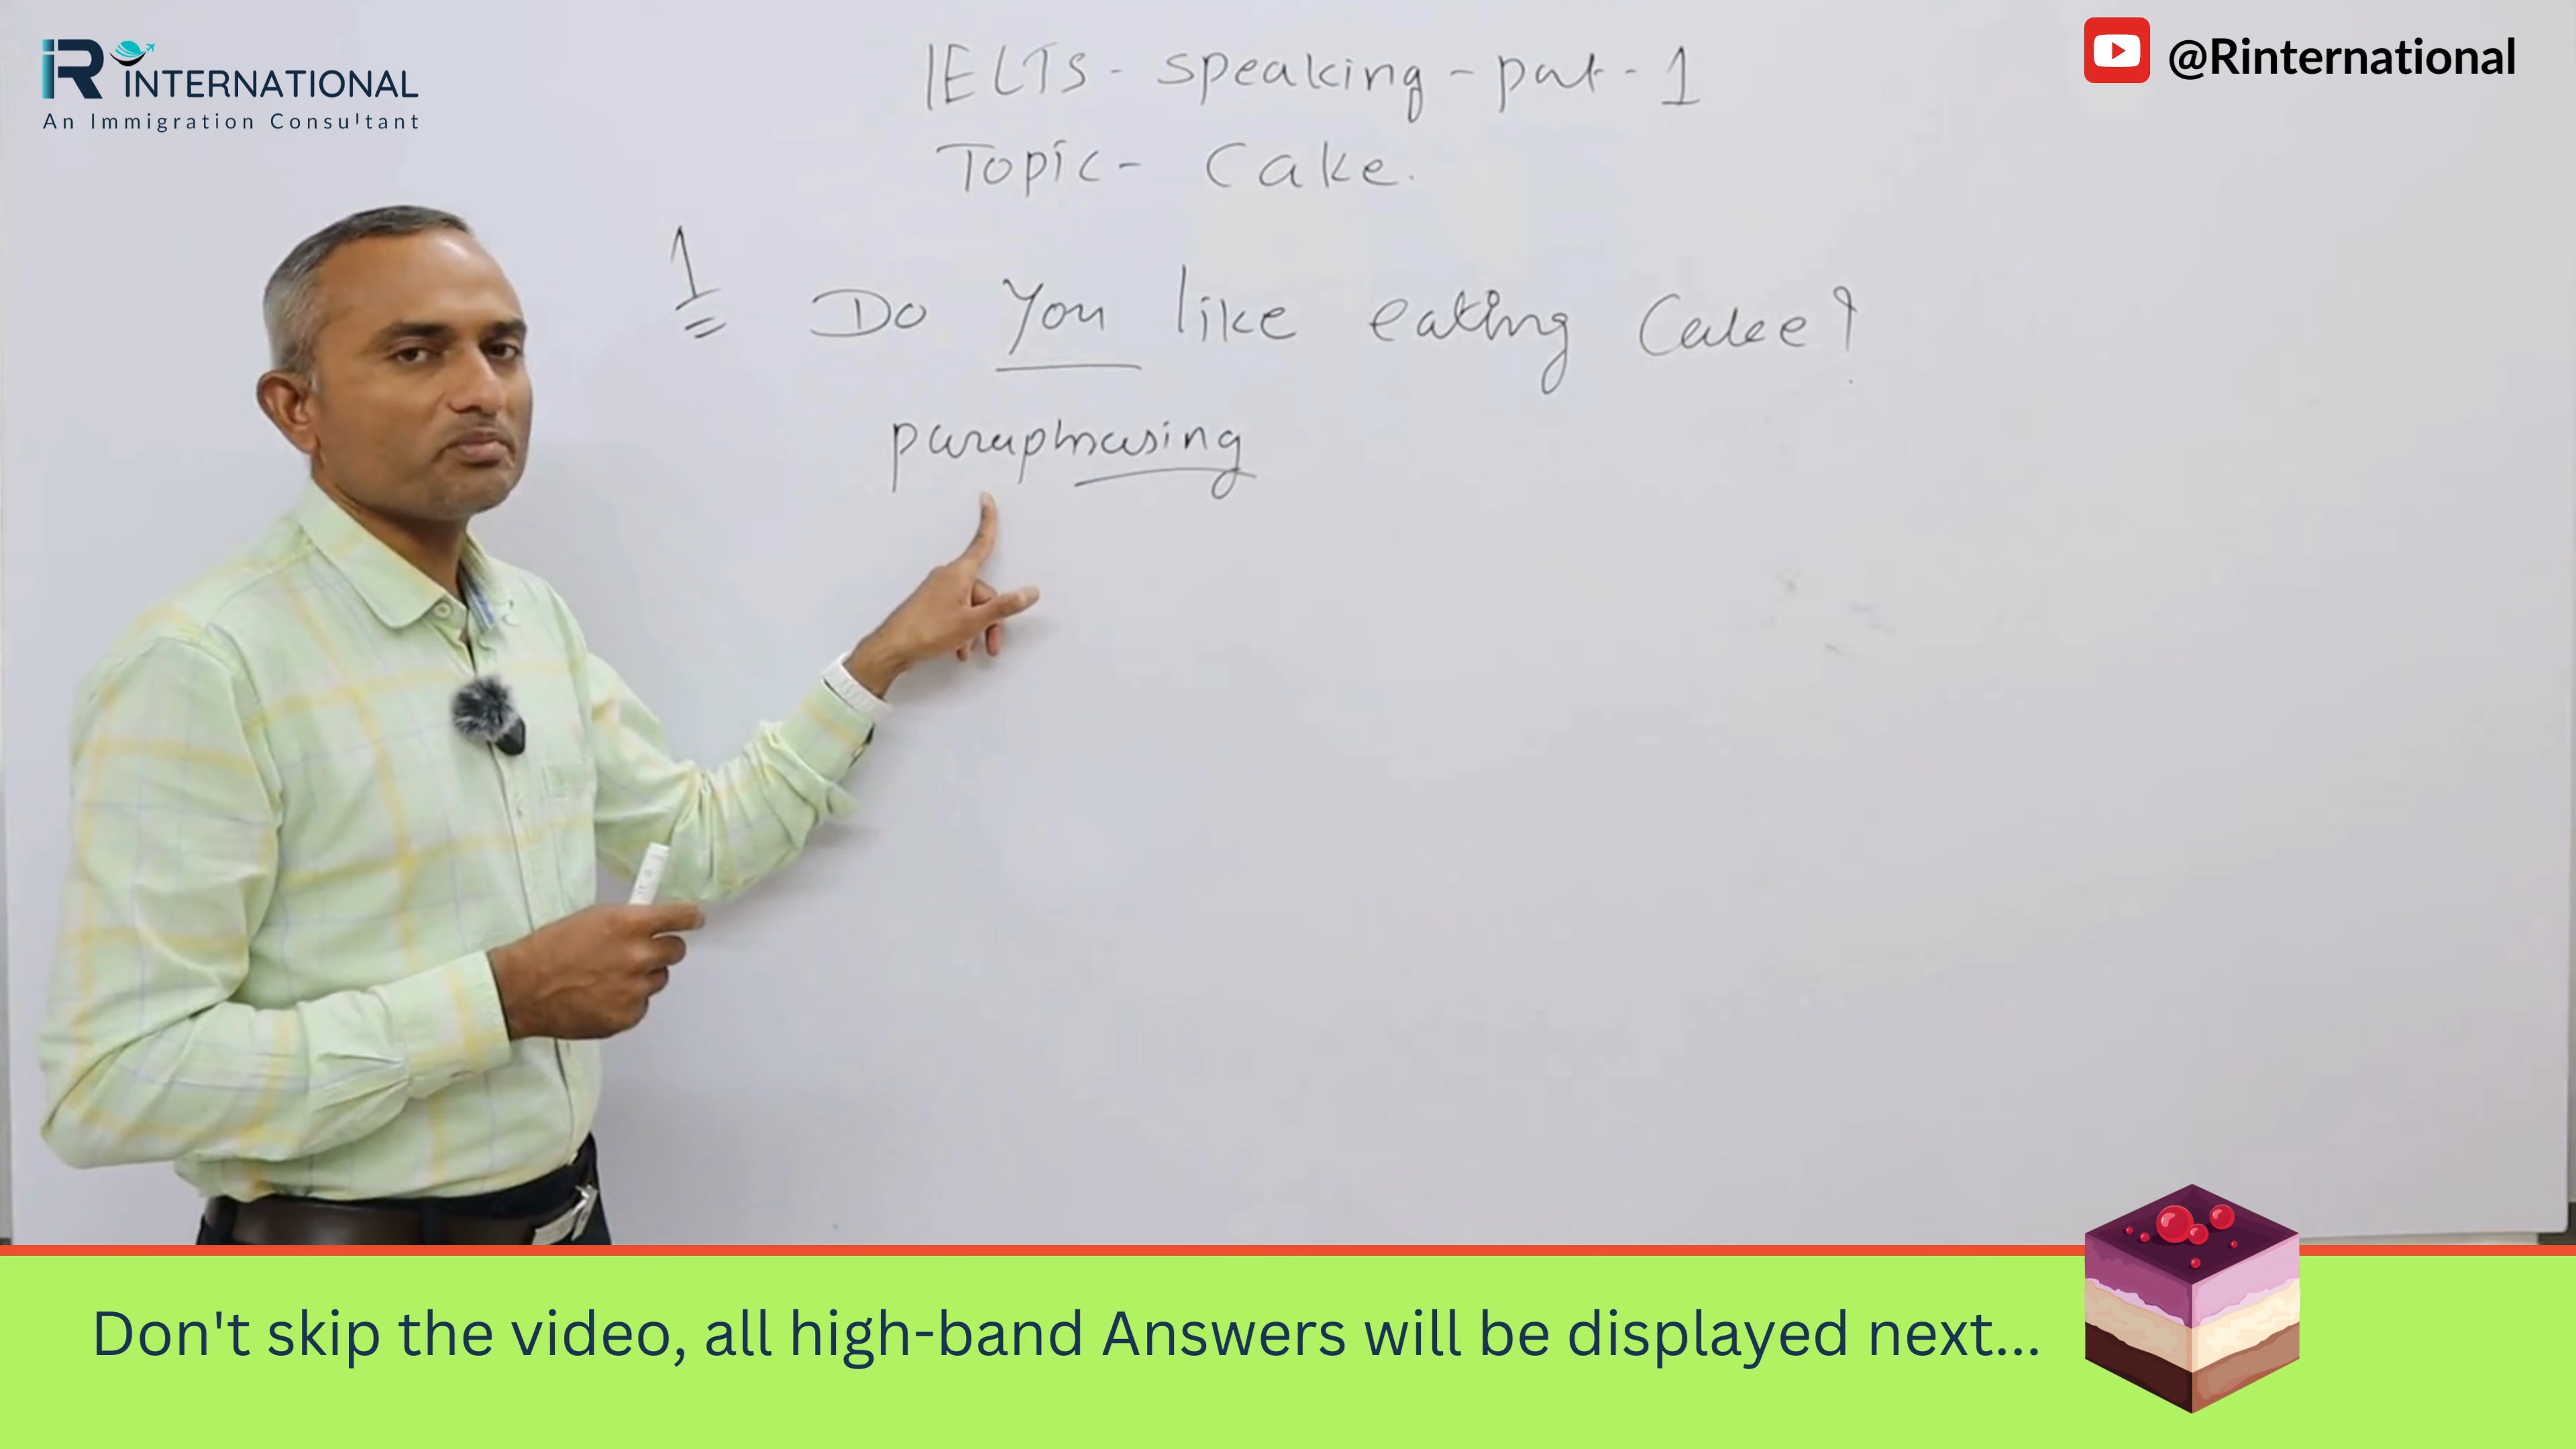 iR INTERNATIONAL
An Immigration Consultant
@Rinternational
IELTS - speaking - part - 1
Topic - Cake.
1 Do you like eating Cake?
paraphrasing
Don't skip the video, all high-band Answers will be displayed next...